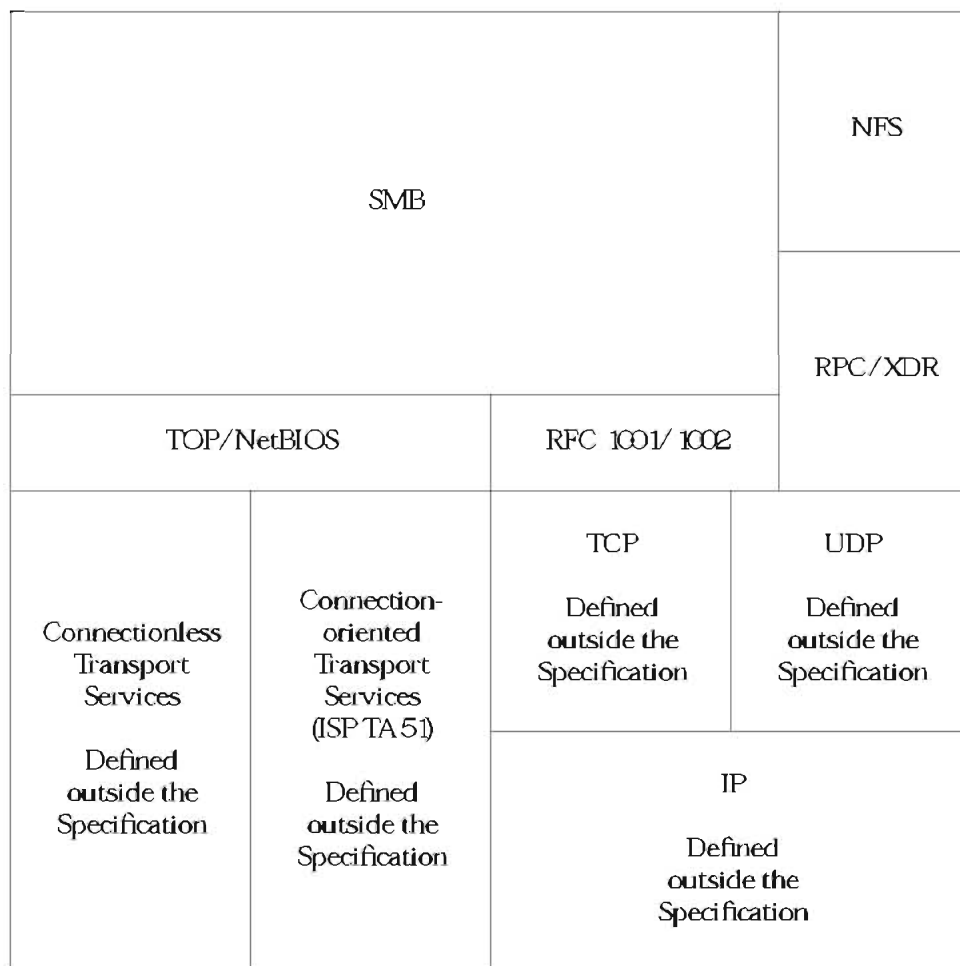 NFS
SMB
RPC/XDR
TOP/NetBIOS
RFC 1001/1002
Connectionless
Transport
Services
Defined
outside the
Specification
Connection-
oriented
Transport
Services
(ISP TA 51)
Defined
outside the
Specification
TCP
Defined
outside the
Specification
UDP
Defined
outside the
Specification
IP
Defined
outside the
Specification